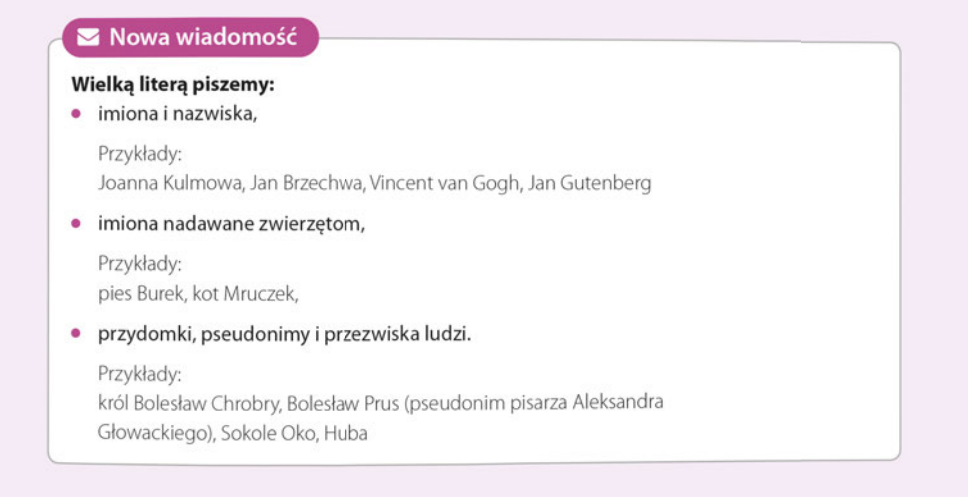 Nowa wiadomość
Wielką literą piszemy:
• imiona i nazwiska,
Przykłady:
Joanna Kulmowa, Jan Brzechwa, Vincent van Gogh, Jan Gutenberg
• imiona nadawane zwierzętom,
Przykłady:
pies Burek, kot Mruczek,
• przydomki, pseudonimy i przezwiska ludzi.
Przykłady:
król Bolesław Chrobry, Bolesław Prus (pseudonim pisarza Aleksandra
Głowackiego), Sokole Oko, Huba